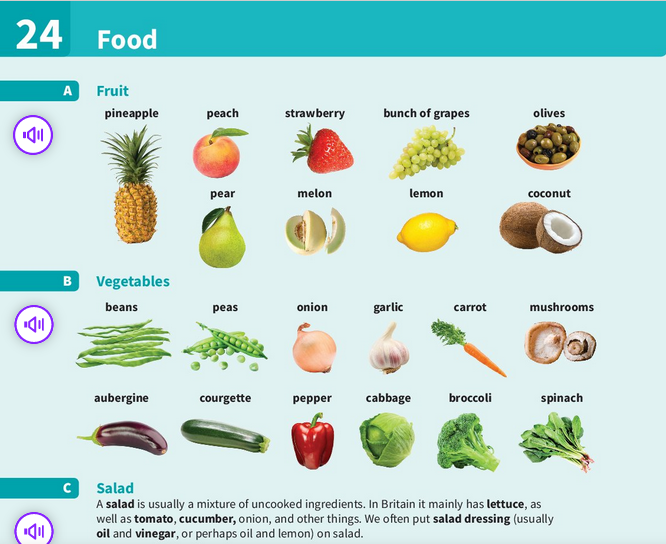 24 Food
A Fruit
pineapple peach strawberry bunch of grapes olives
pear melon lemon coconut
B Vegetables
beans peas onion garlic carrot mushrooms
aubergine courgette pepper cabbage broccoli spinach
C Salad
A salad is usually a mixture of uncooked ingredients. In Britain it mainly has lettuce, as
well as tomato, cucumber, onion, and other things. We often put salad dressing (usually
oil and vinegar, or perhaps oil and lemon) on salad.